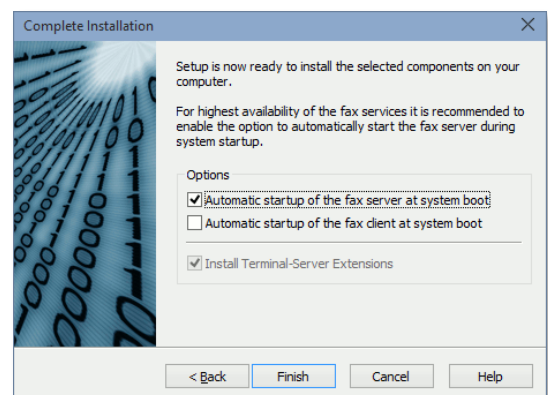 Complete Installation
Setup is now ready to install the selected components on your
computer.
For highest availability of the fax services it is recommended to
enable the option to automatically start the fax server during
system startup.
Options
Automatic startup of the fax server at system boot
Automatic startup of the fax client at system boot
Install Terminal-Server Extensions
< Back Finish Cancel Help